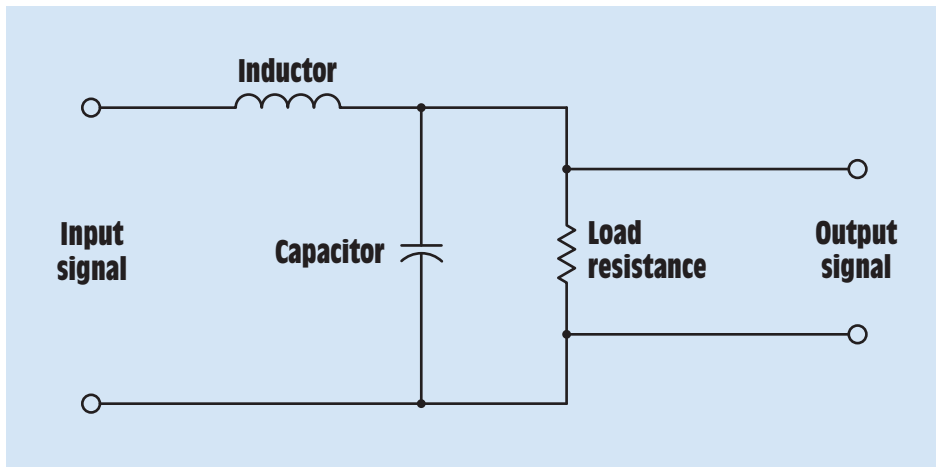 Inductor
Input
signal
Capacitor
Load
resistance
Output
signal